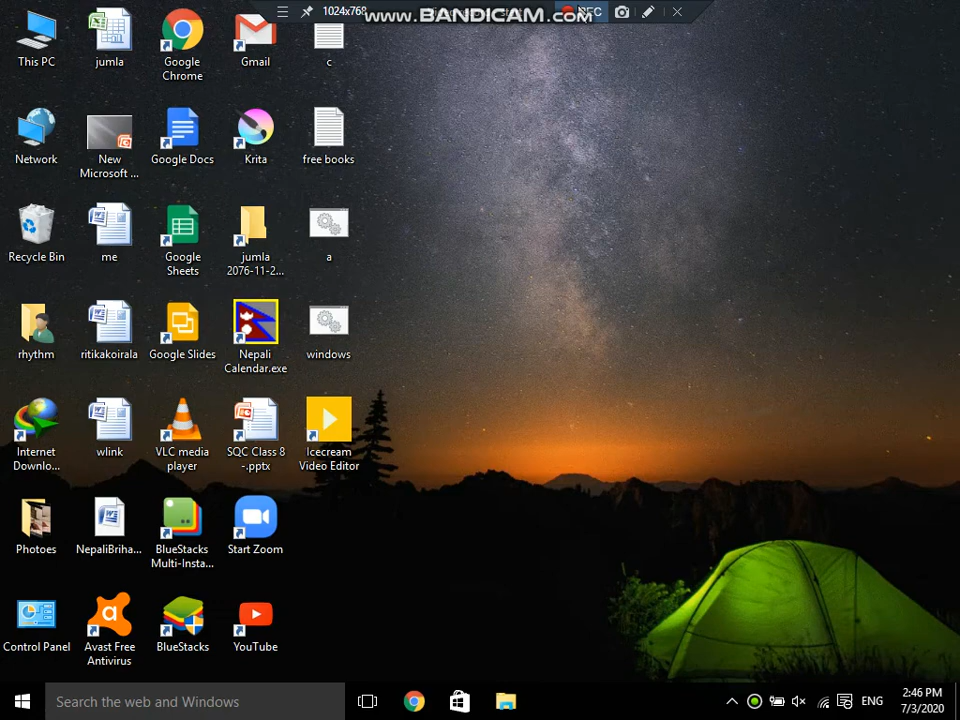 1024x768
www.BANDICAM.com
REC
This PC
jumla
Google
Chrome
Gmail
c
Network
New
Microsoft ...
Google Docs
Krita
free books
Recycle Bin
me
Google
Sheets
jumla
2076-11-2...
a
rhythm
ritikakoirala
Google Slides
Nepali
Calendar.exe
windows
Internet
Downlo...
wlink
VLC media
player
SQC Class 8
-.pptx
Icecream
Video Editor
Photoes
NepaliBriha...
BlueStacks
Multi-Insta...
Start Zoom
Control Panel
Avast Free
Antivirus
BlueStacks
YouTube
Search the web and Windows
ENG
2:46 PM
7/3/2020